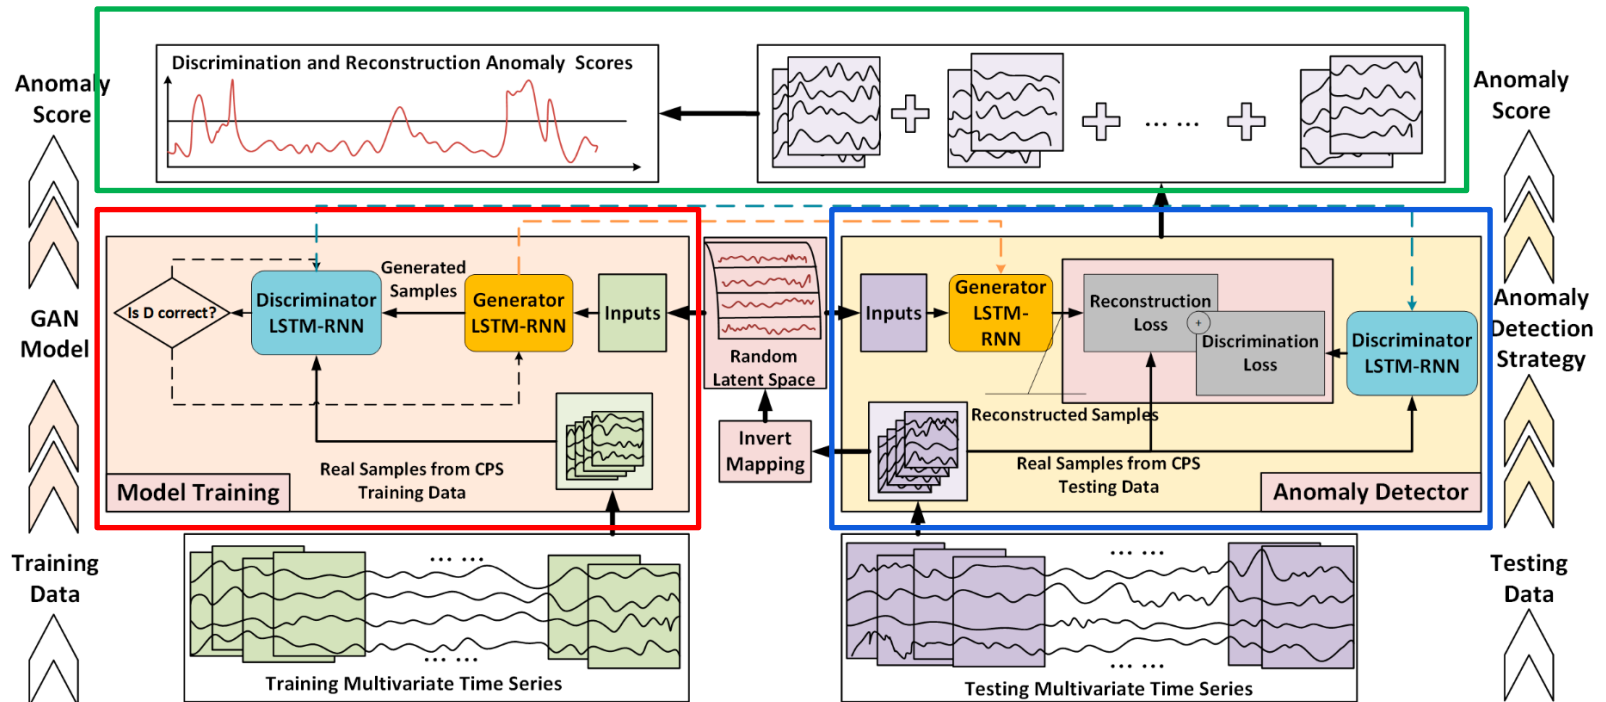 Anomaly
Score
Discrimination and Reconstruction Anomaly Scores
... ...
Anomaly
Score
GAN
Model
Is D correct?
Discriminator
LSTM-RNN
Generated
Samples
Generator
LSTM-RNN
Inputs
Real Samples from CPS
Training Data
Model Training
Random
Latent Space
Invert
Mapping
Inputs
Generator
LSTM-
RNN
Reconstruction
Loss
+
Discrimination
Loss
Discriminator
LSTM-RNN
Reconstructed Samples
Real Samples from CPS
Testing Data
Anomaly Detector
Anomaly
Detection
Strategy
Training
Data
... ...
... ...
Training Multivariate Time Series
... ...
... ...
Testing Multivariate Time Series
Testing
Data